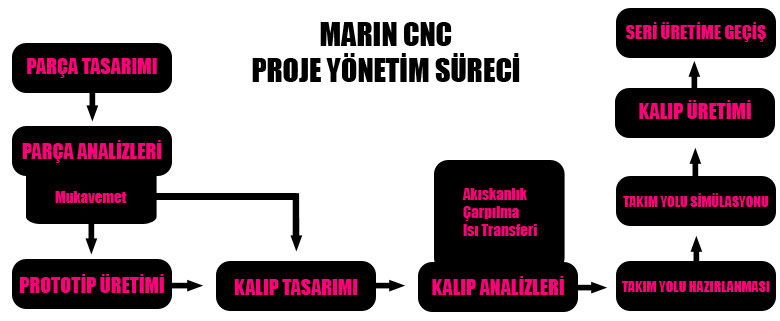 MARIN CNC
PROJE YÖNETİM SÜRECİ
PARÇA TASARIMI
PARÇA ANALİZLERİ
Mukavemet
PROTOTİP ÜRETİMİ
KALIP TASARIMI
Akıskanlık
Çarpılma
Isı Transferi
KALIP ANALİZLERİ
TAKIM YOLU HAZIRLANMASI
TAKIM YOLU SİMÜLASYONU
KALIP ÜRETİMİ
SERİ ÜRETİME GEÇİŞ